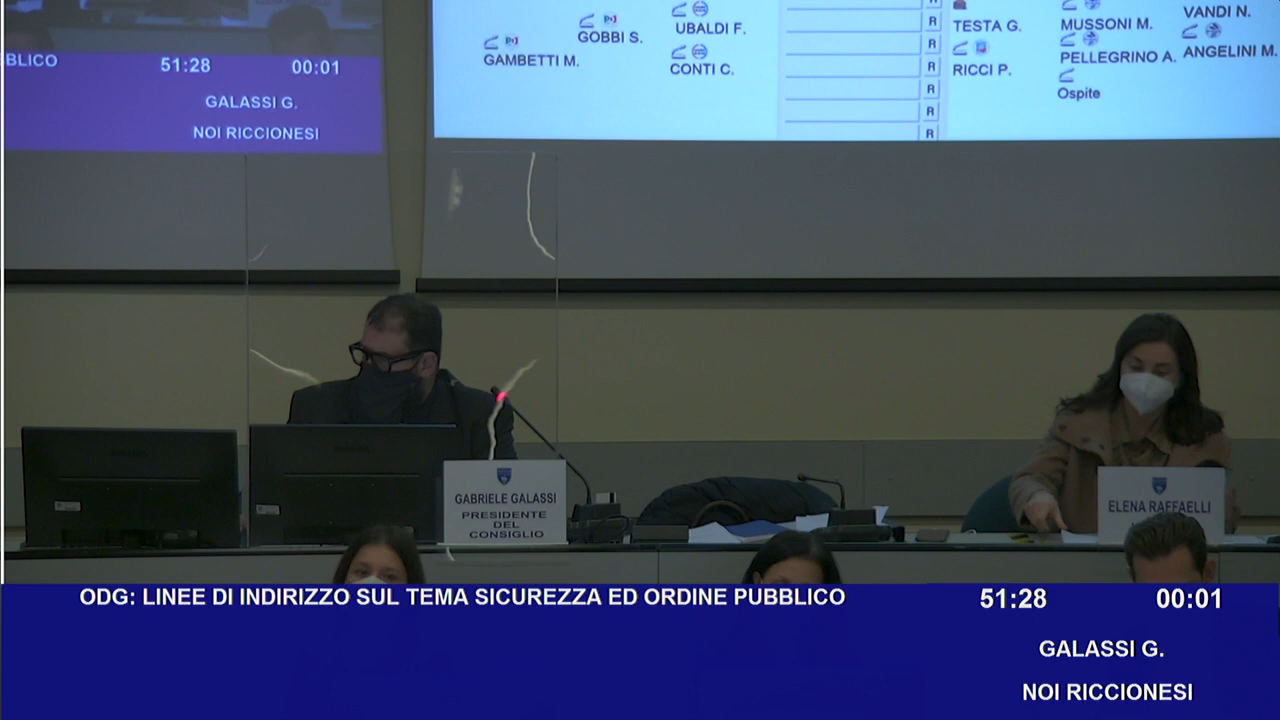 BLICO
51:28
00:01
GALASSI G.
NOI RICCIONESI
GAMBETTI M.
GOBBI S.
UBALDI F.
CONTI C.
R
R
R
R
R
R
R
TESTA G.
RICCI P.
MUSSONI M.
PELLEGRINO A.
Ospite
VANDI N.
ANGELINI M.
GABRIELE GALASSI
PRESIDENTE
DEL
CONSIGLIO
ELENA RAFFAELLI
ODG: LINEE DI INDIRIZZO SUL TEMA SICUREZZA ED ORDINE PUBBLICO
51:28
00:01
GALASSI G.
NOI RICCIONESI